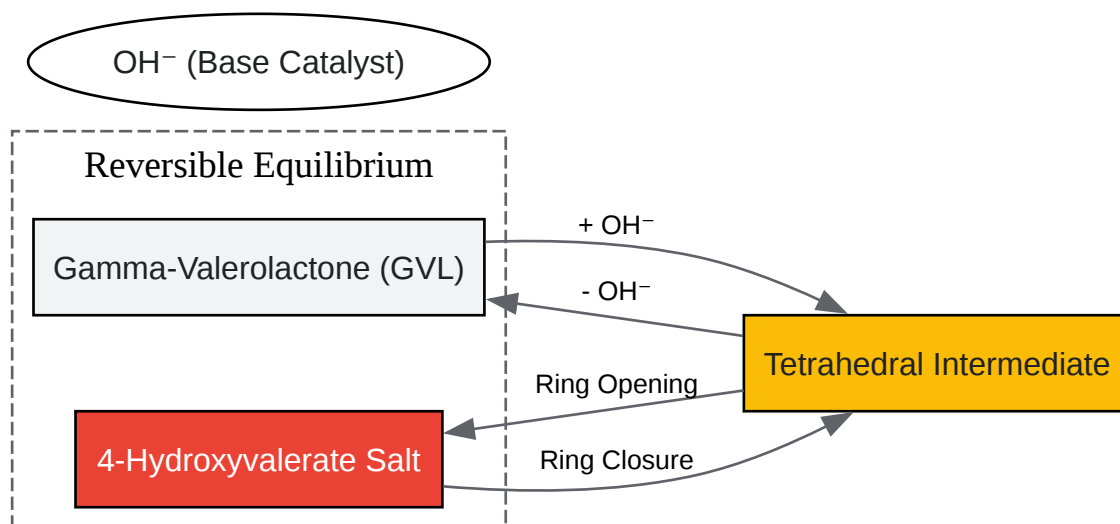 OH⁻ (Base Catalyst)
Reversible Equilibrium
Gamma-Valerolactone (GVL)
+ OH⁻
- OH⁻
Tetrahedral Intermediate
Ring Opening
4-Hydroxyvalerate Salt
Ring Closure